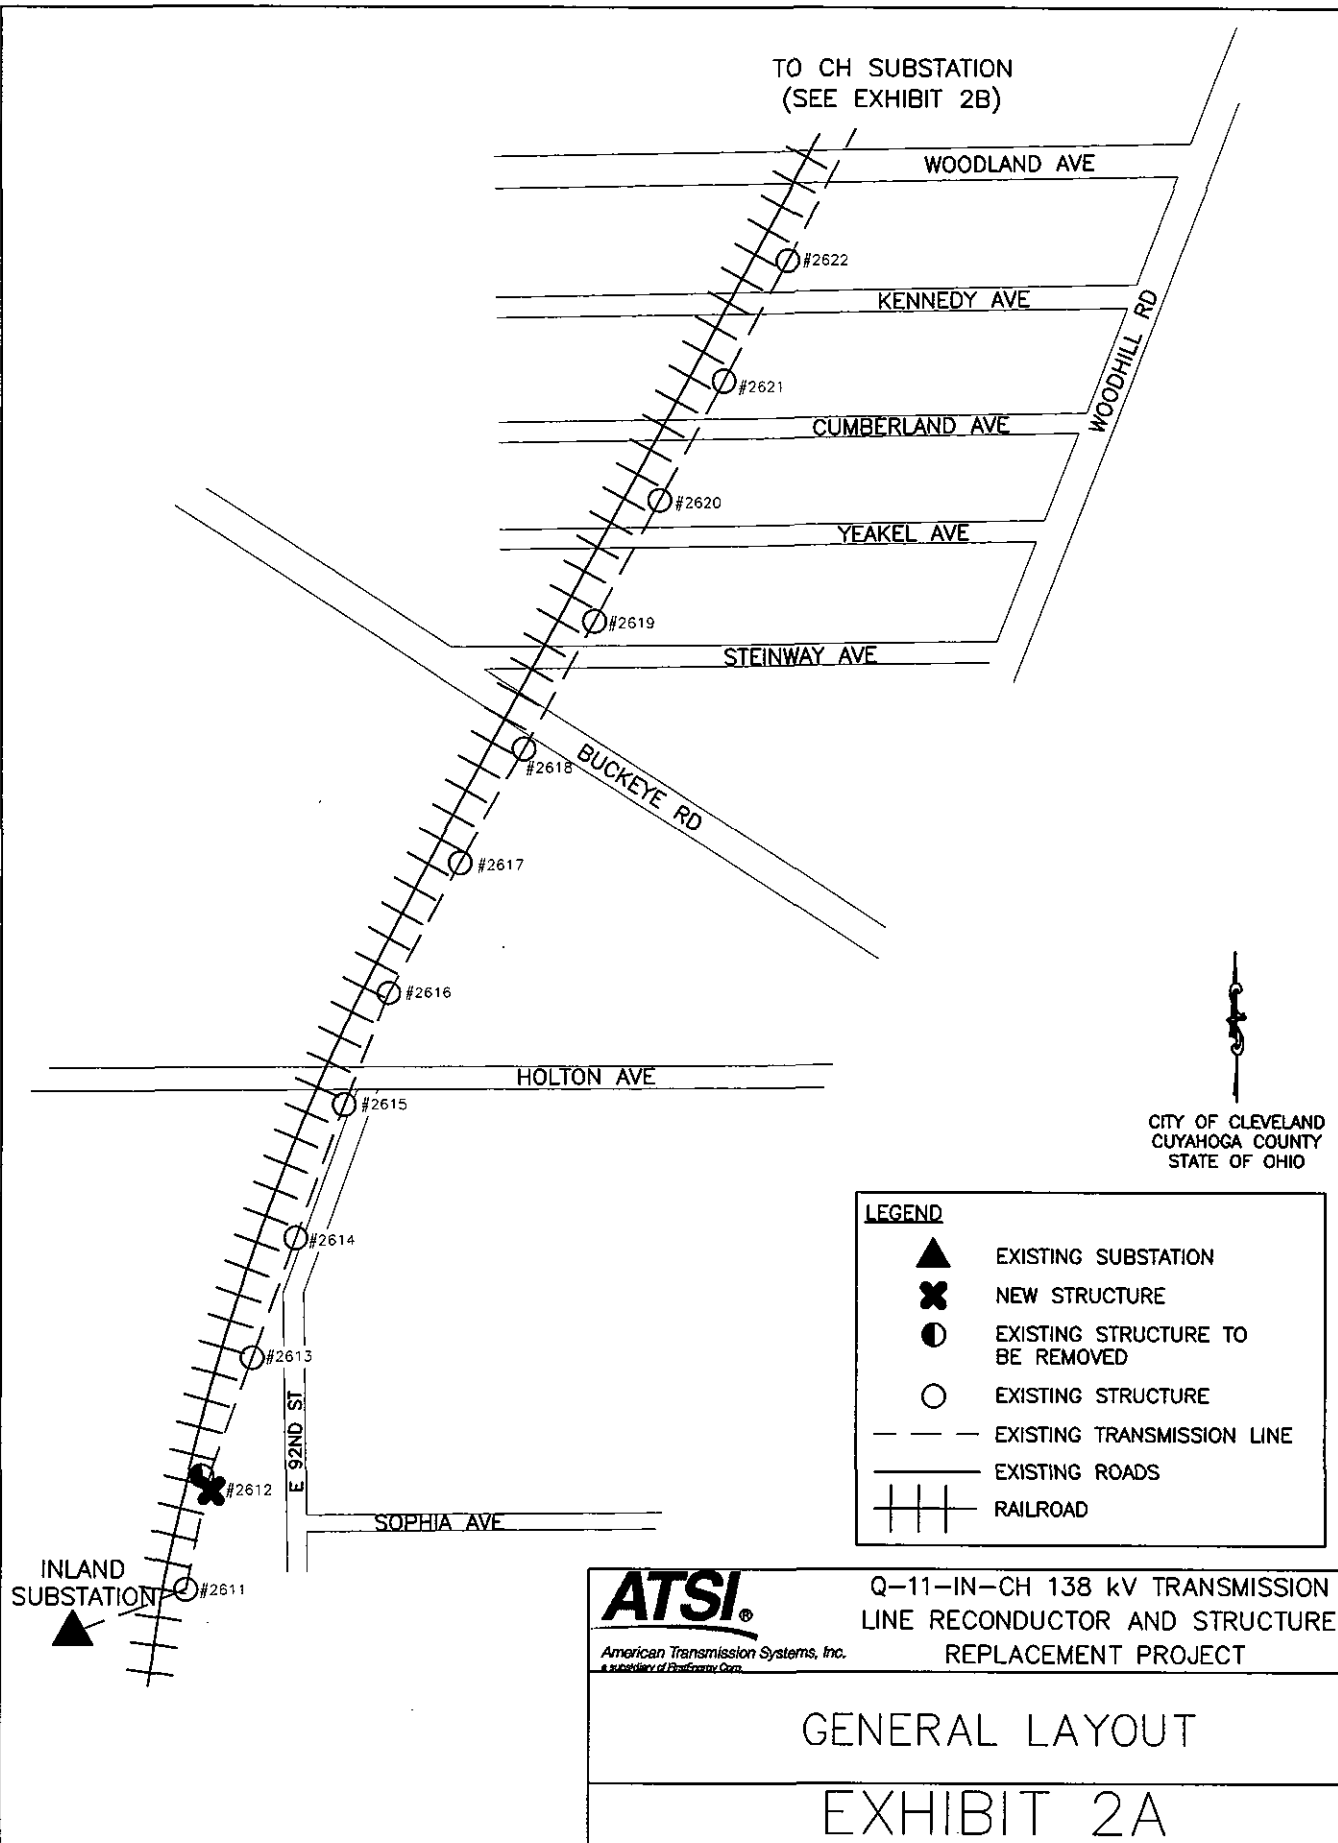 TO CH SUBSTATION
(SEE EXHIBIT 2B)
WOODLAND AVE
#2622
KENNEDY AVE
WOODHILL RD
#2621
CUMBERLAND AVE
#2620
YEAKEL AVE
#2619
STEINWAY AVE
#2618
BUCKEYE RD
#2617
#2616
HOLTON AVE
#2615
CITY OF CLEVELAND
CUYAHOGA COUNTY
STATE OF OHIO
#2614
#2613
E 92ND ST
#2612
SOPHIA AVE
INLAND
SUBSTATION
#2611
LEGEND
EXISTING SUBSTATION
NEW STRUCTURE
EXISTING STRUCTURE TO
BE REMOVED
EXISTING STRUCTURE
EXISTING TRANSMISSION LINE
EXISTING ROADS
RAILROAD
ATSI®
American Transmission Systems, Inc.
a subsidiary of FirstEnergy Corp.
Q-11-IN-CH 138 kV TRANSMISSION
LINE RECONDUCTOR AND STRUCTURE
REPLACEMENT PROJECT
GENERAL LAYOUT
EXHIBIT 2A